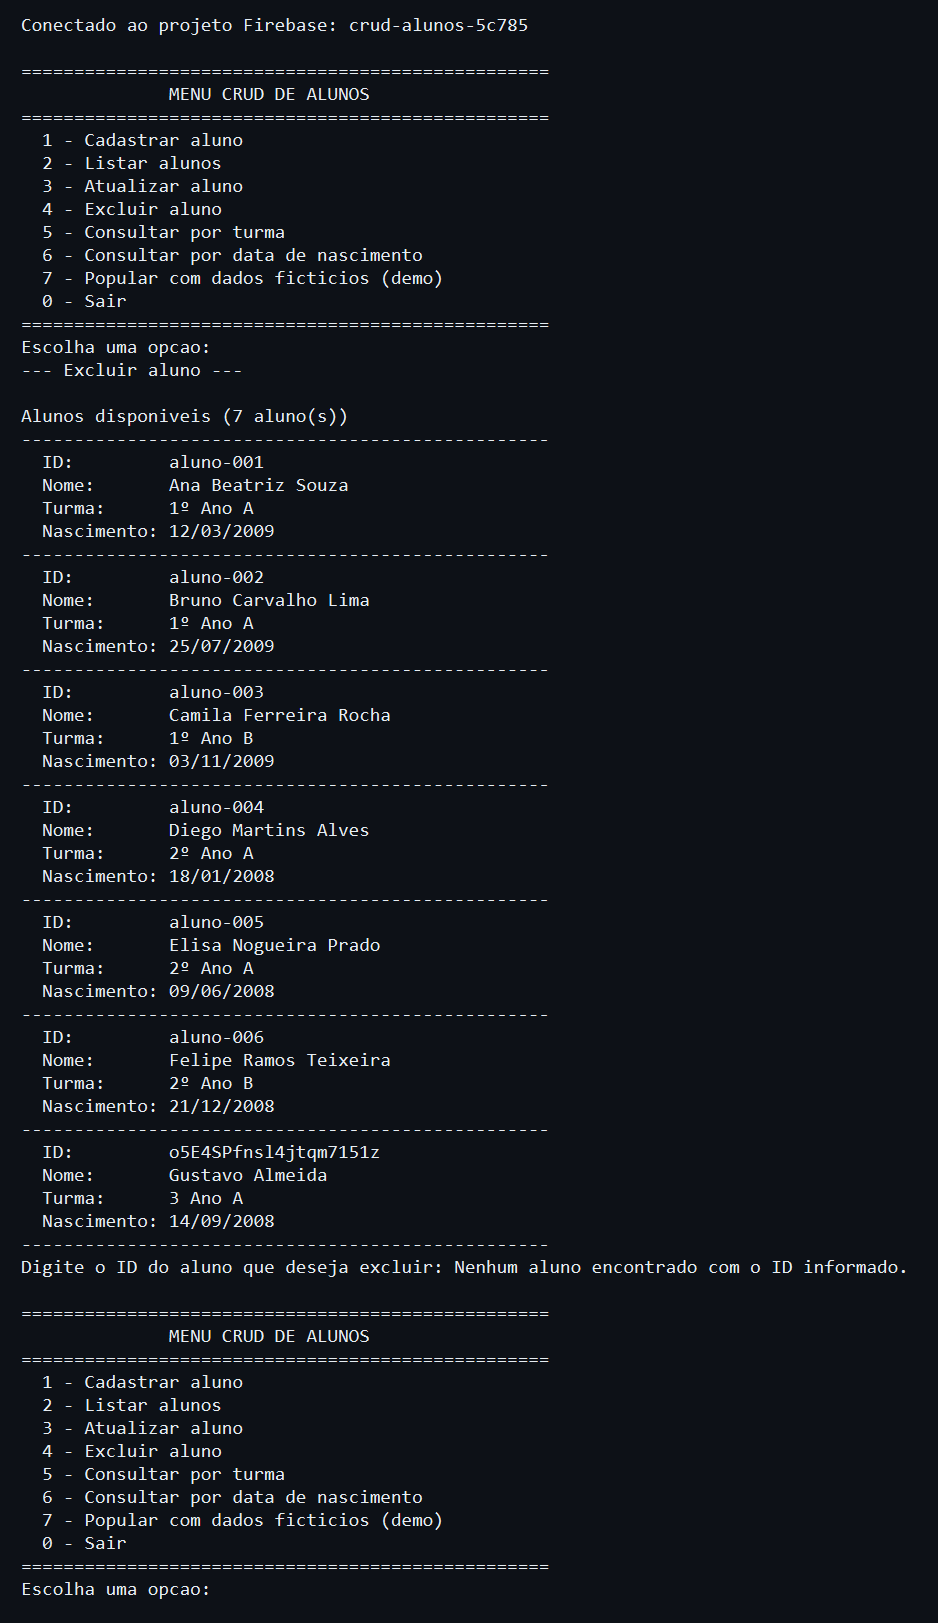 Conectado ao projeto Firebase: crud-alunos-5c785
==================================================
MENU CRUD DE ALUNOS
==================================================
1 - Cadastrar aluno
2 - Listar alunos
3 - Atualizar aluno
4 - Excluir aluno
5 - Consultar por turma
6 - Consultar por data de nascimento
7 - Popular com dados ficticios (demo)
0 - Sair
==================================================
Escolha uma opcao:
--- Excluir aluno ---
Alunos disponiveis (7 aluno(s))
--------------------------------------------------
ID:         aluno-001
Nome:       Ana Beatriz Souza
Turma:      1º Ano A
Nascimento: 12/03/2009
--------------------------------------------------
ID:         aluno-002
Nome:       Bruno Carvalho Lima
Turma:      1º Ano A
Nascimento: 25/07/2009
--------------------------------------------------
ID:         aluno-003
Nome:       Camila Ferreira Rocha
Turma:      1º Ano B
Nascimento: 03/11/2009
--------------------------------------------------
ID:         aluno-004
Nome:       Diego Martins Alves
Turma:      2º Ano A
Nascimento: 18/01/2008
--------------------------------------------------
ID:         aluno-005
Nome:       Elisa Nogueira Prado
Turma:      2º Ano A
Nascimento: 09/06/2008
--------------------------------------------------
ID:         aluno-006
Nome:       Felipe Ramos Teixeira
Turma:      2º Ano B
Nascimento: 21/12/2008
--------------------------------------------------
ID:         o5E4SPfnsl4jtqm7151z
Nome:       Gustavo Almeida
Turma:      3 Ano A
Nascimento: 14/09/2008
--------------------------------------------------
Digite o ID do aluno que deseja excluir: Nenhum aluno encontrado com o ID informado.
==================================================
MENU CRUD DE ALUNOS
==================================================
1 - Cadastrar aluno
2 - Listar alunos
3 - Atualizar aluno
4 - Excluir aluno
5 - Consultar por turma
6 - Consultar por data de nascimento
7 - Popular com dados ficticios (demo)
0 - Sair
==================================================
Escolha uma opcao: